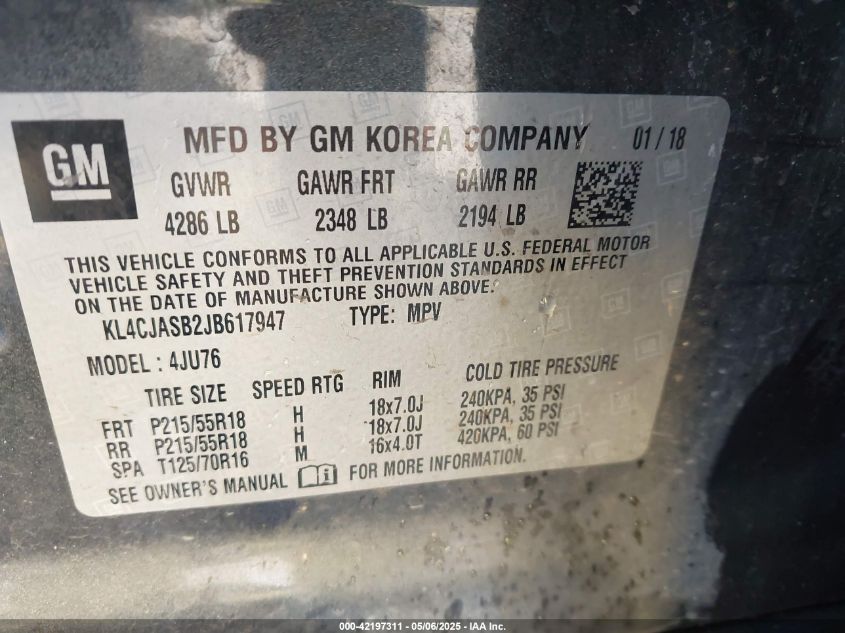 GM
MFD BY GM KOREA COMPANY 01 / 18
GVWR GAWR FRT GAWR RR
4286 LB 2348 LB 2194 LB
THIS VEHICLE CONFORMS TO ALL APPLICABLE U.S. FEDERAL MOTOR
VEHICLE SAFETY AND THEFT PREVENTION STANDARDS IN EFFECT
ON THE DATE OF MANUFACTURE SHOWN ABOVE.
KL4CJASB2JB617947 TYPE: MPV
MODEL : 4JU76
TIRE SIZE SPEED RTG RIM COLD TIRE PRESSURE
FRT P215/55R18 H 18x7.0J 240KPA, 35 PSI
RR P215/55R18 H 18x7.0J 240KPA, 35 PSI
SPA T125/70R16 M 16x4.0T 420KPA, 60 PSI
SEE OWNER'S MANUAL FOR MORE INFORMATION.
000-42197311 - 05/06/2025 - IAA Inc.